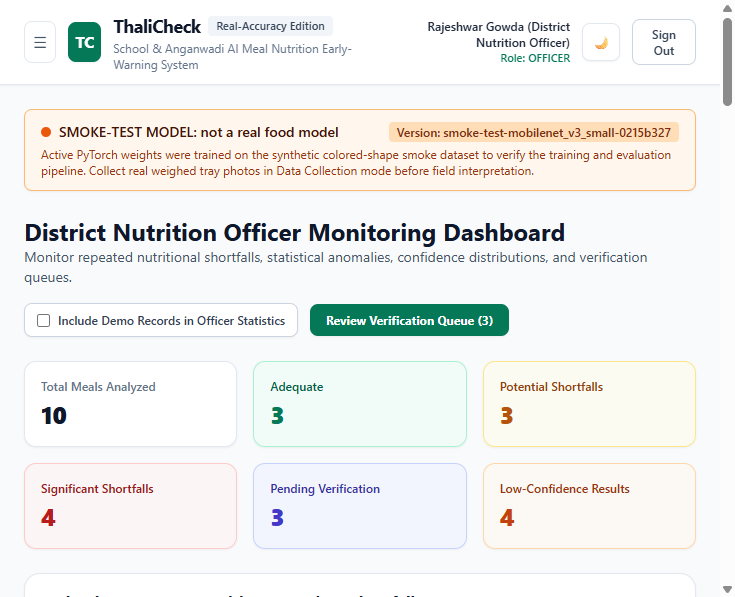 TC
ThaliCheck
Real-Accuracy Edition
School & Anganwadi AI Meal Nutrition Early-
Warning System
Rajeshwar Gowda (District
Nutrition Officer)
Role: OFFICER
Sign
Out
SMOKE-TEST MODEL: not a real food model
Version: smoke-test-mobilenet_v3_small-0215b327
Active PyTorch weights were trained on the synthetic colored-shape smoke dataset to verify the training and evaluation
pipeline. Collect real weighed tray photos in Data Collection mode before field interpretation.
District Nutrition Officer Monitoring Dashboard
Monitor repeated nutritional shortfalls, statistical anomalies, confidence distributions, and verification
queues.
Include Demo Records in Officer Statistics
Review Verification Queue (3)
Total Meals Analyzed
10
Adequate
3
Potential Shortfalls
3
Significant Shortfalls
4
Pending Verification
3
Low-Confidence Results
4